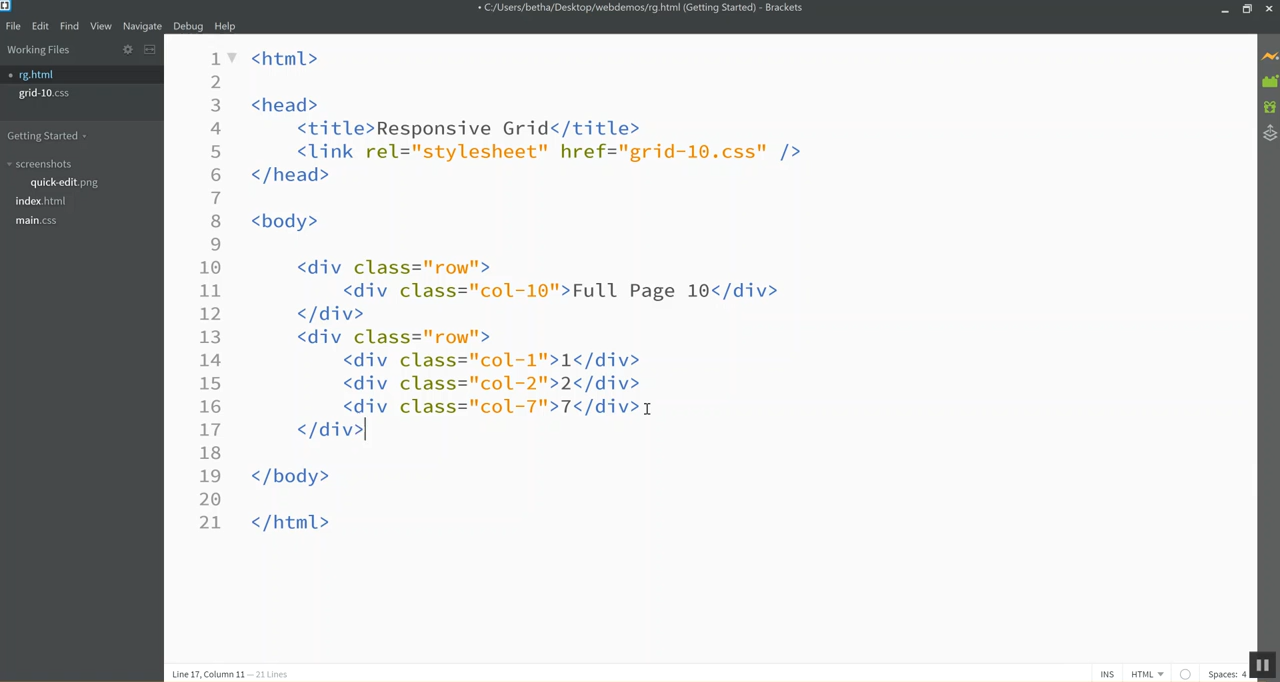 • C:/Users/betha/Desktop/webdemos/rg.html (Getting Started) - Brackets
File Edit Find View Navigate Debug Help
Working Files
• rg.html
grid-10.css
Getting Started
screenshots
quick-edit.png
index.html
main.css
1 <html>
2
3 <head>
4 <title>Responsive Grid</title>
5 <link rel="stylesheet" href="grid-10.css" />
6 </head>
7
8 <body>
9
10 <div class="row">
11 <div class="col-10">Full Page 10</div>
12 </div>
13 <div class="row">
14 <div class="col-1">1</div>
15 <div class="col-2">2</div>
16 <div class="col-7">7</div>
17 </div>
18
19 </body>
20
21 </html>
Line 17, Column 11 — 21 Lines
INS HTML Spaces: 4